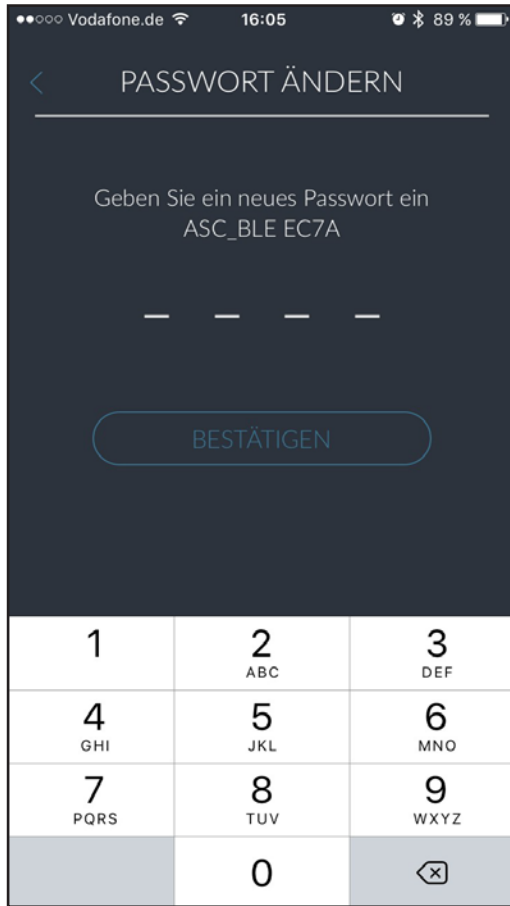 Vodafone.de 16:05 89 %
PASSWORT ÄNDERN
Geben Sie ein neues Passwort ein
ASC_BLE EC7A
BESTÄTIGEN
1 2 3
ABC DEF
4 5 6
GHI JKL MNO
7 8 9
PQRS TUV WXYZ
0